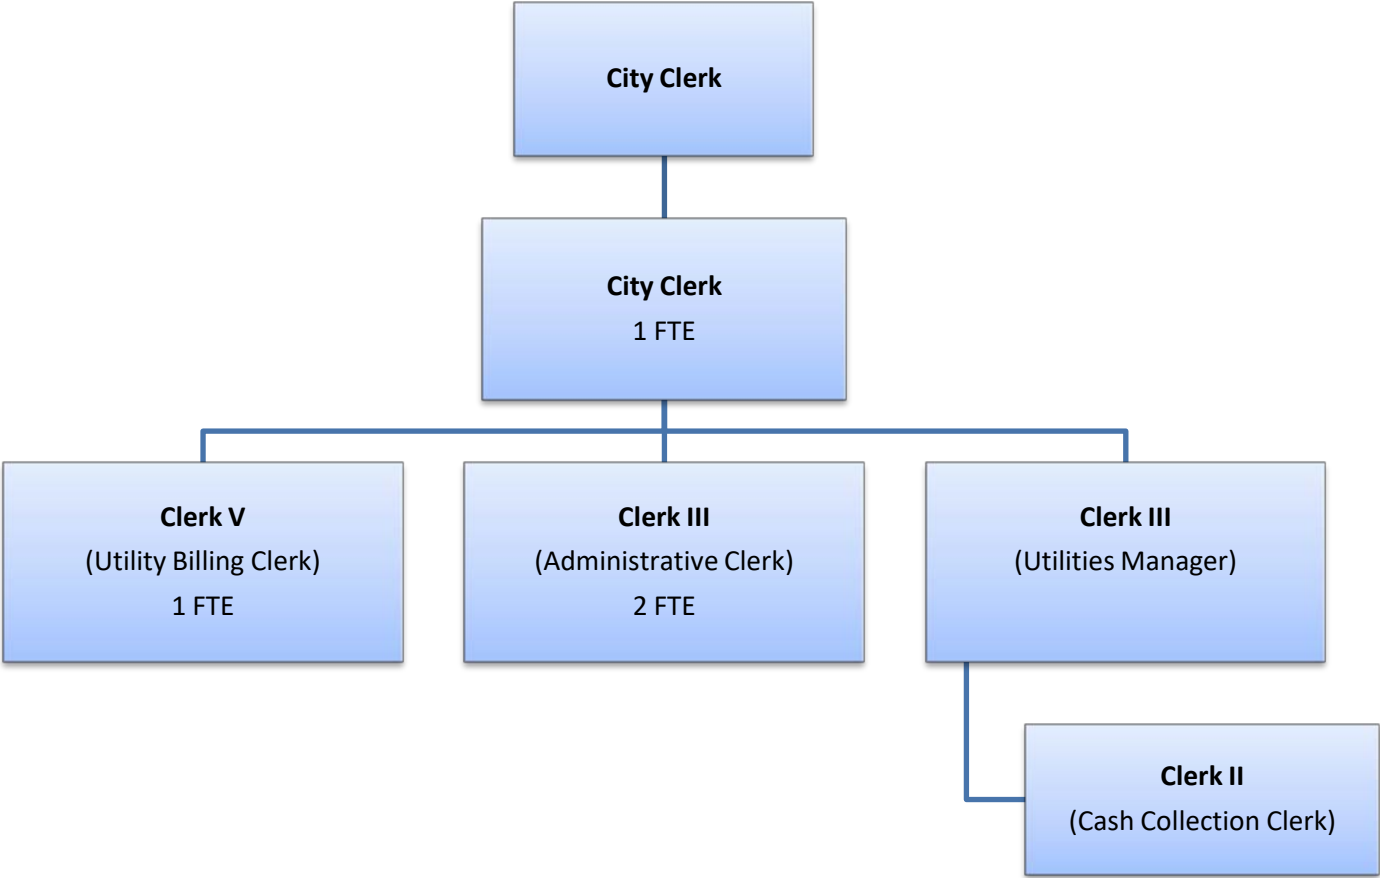 City Clerk
City Clerk
1 FTE
Clerk V
(Utility Billing Clerk)
1 FTE
Clerk III
(Administrative Clerk)
2 FTE
Clerk III
(Utilities Manager)
Clerk II
(Cash Collection Clerk)